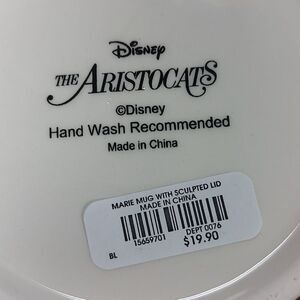 Disney
THE ARISTOCATS
©Disney
Hand Wash Recommended
Made in China
MARIE MUG WITH SCULPTED LID
MADE IN CHINA
15659701 DEPT 0076
BL $19.90